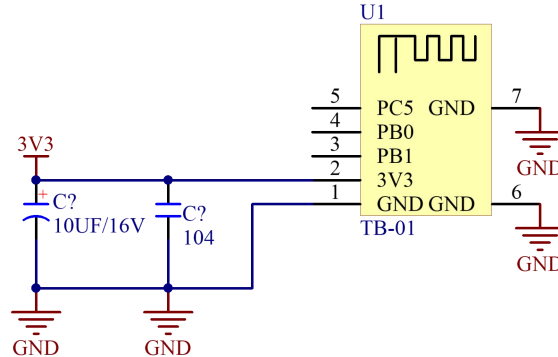 U1
5 PC5 GND 7
4 PB0
3 PB1
2 3V3
1 GND GND 6
TB-01
GND
GND
3V3
+ C?
10UF/16V
C?
104
GND
GND